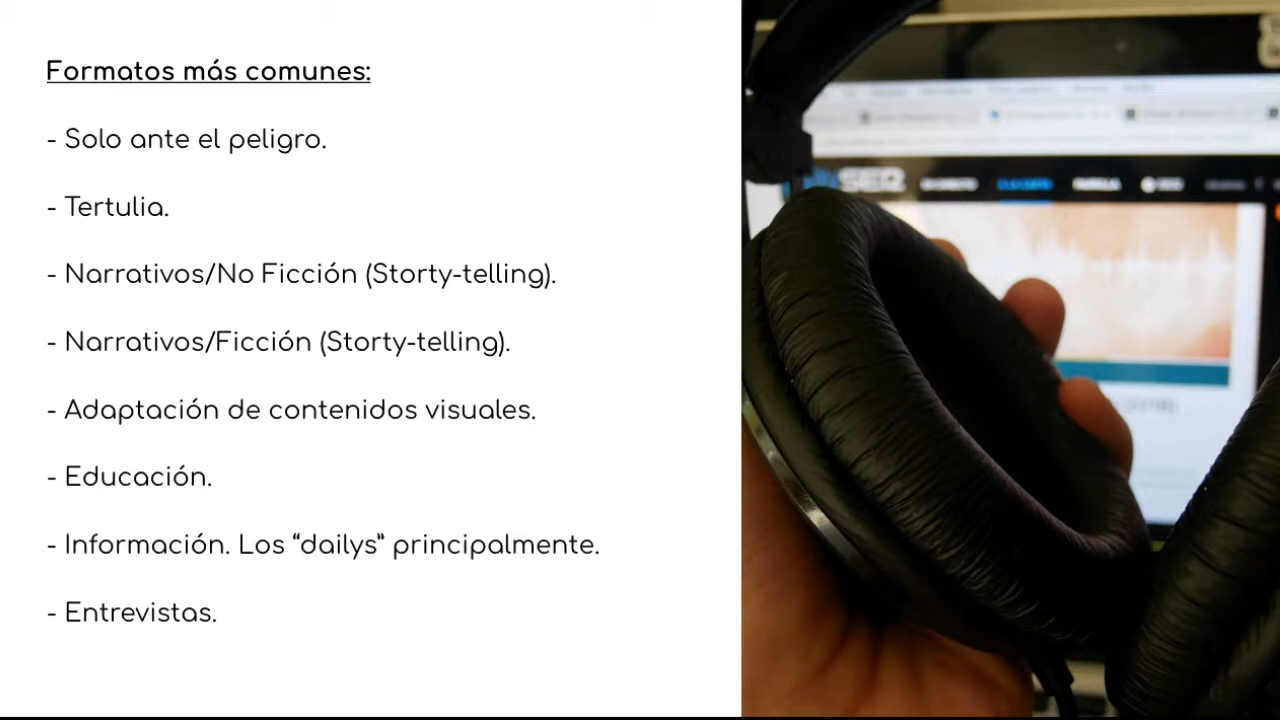 Formatos más comunes:
- Solo ante el peligro.
- Tertulia.
- Narrativos/No Ficción (Storty-telling).
- Narrativos/Ficción (Storty-telling).
- Adaptación de contenidos visuales.
- Educación.
- Información. Los “dailys” principalmente.
- Entrevistas.